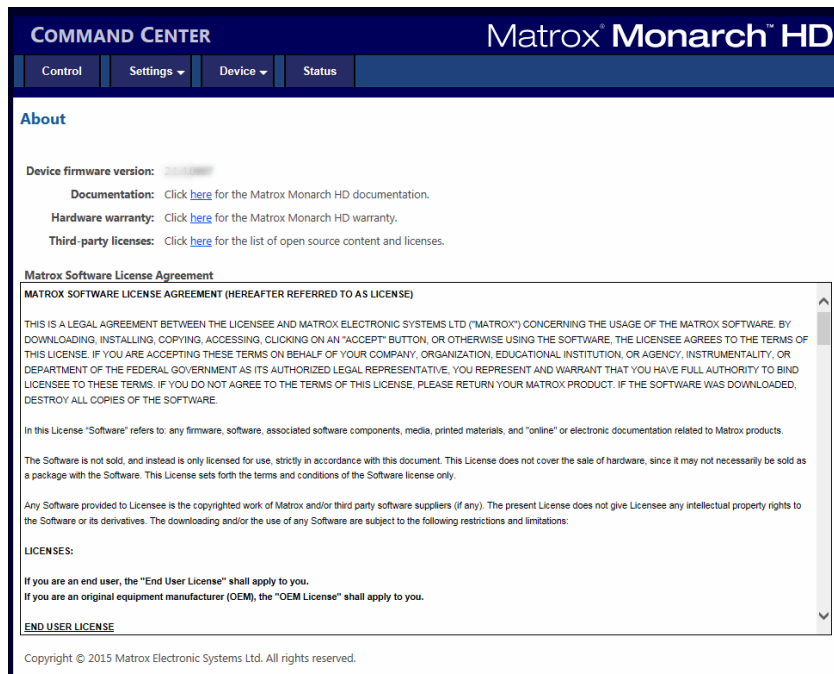 COMMAND CENTER
Matrox® Monarch™ HD
Control Settings Device Status
About
Device firmware version:
Documentation: Click here for the Matrox Monarch HD documentation.
Hardware warranty: Click here for the Matrox Monarch HD warranty.
Third-party licenses: Click here for the list of open source content and licenses.
Matrox Software License Agreement
MATROX SOFTWARE LICENSE AGREEMENT (HEREAFTER REFERRED TO AS LICENSE)
THIS IS A LEGAL AGREEMENT BETWEEN THE LICENSEE AND MATROX ELECTRONIC SYSTEMS LTD ("MATROX") CONCERNING THE USAGE OF THE MATROX SOFTWARE. BY
DOWNLOADING, INSTALLING, COPYING, ACCESSING, CLICKING ON AN "ACCEPT" BUTTON, OR OTHERWISE USING THE SOFTWARE, THE LICENSEE AGREES TO THE TERMS OF
THIS LICENSE. IF YOU ARE ACCEPTING THESE TERMS ON BEHALF OF YOUR COMPANY, ORGANIZATION, EDUCATIONAL INSTITUTION, OR AGENCY, INSTRUMENTALITY, OR
DEPARTMENT OF THE FEDERAL GOVERNMENT AS ITS AUTHORIZED LEGAL REPRESENTATIVE, YOU REPRESENT AND WARRANT THAT YOU HAVE FULL AUTHORITY TO BIND
LICENSEE TO THESE TERMS. IF YOU DO NOT AGREE TO THE TERMS OF THIS LICENSE, PLEASE RETURN YOUR MATROX PRODUCT. IF THE SOFTWARE WAS DOWNLOADED,
DESTROY ALL COPIES OF THE SOFTWARE.
In this License "Software" refers to: any firmware, software, associated software components, media, printed materials, and "online" or electronic documentation related to Matrox products.
The Software is not sold, and instead is only licensed for use, strictly in accordance with this document. This License does not cover the sale of hardware, since it may not necessarily be sold as
a package with the Software. This License sets forth the terms and conditions of the Software license only.
Any Software provided to Licensee is the copyrighted work of Matrox and/or third party software suppliers (if any). The present License does not give Licensee any intellectual property rights to
the Software or its derivatives. The downloading and/or the use of any Software are subject to the following restrictions and limitations:
LICENSES:
If you are an end user, the "End User License" shall apply to you.
If you are an original equipment manufacturer (OEM), the "OEM License" shall apply to you.
END USER LICENSE
Copyright © 2015 Matrox Electronic Systems Ltd. All rights reserved.